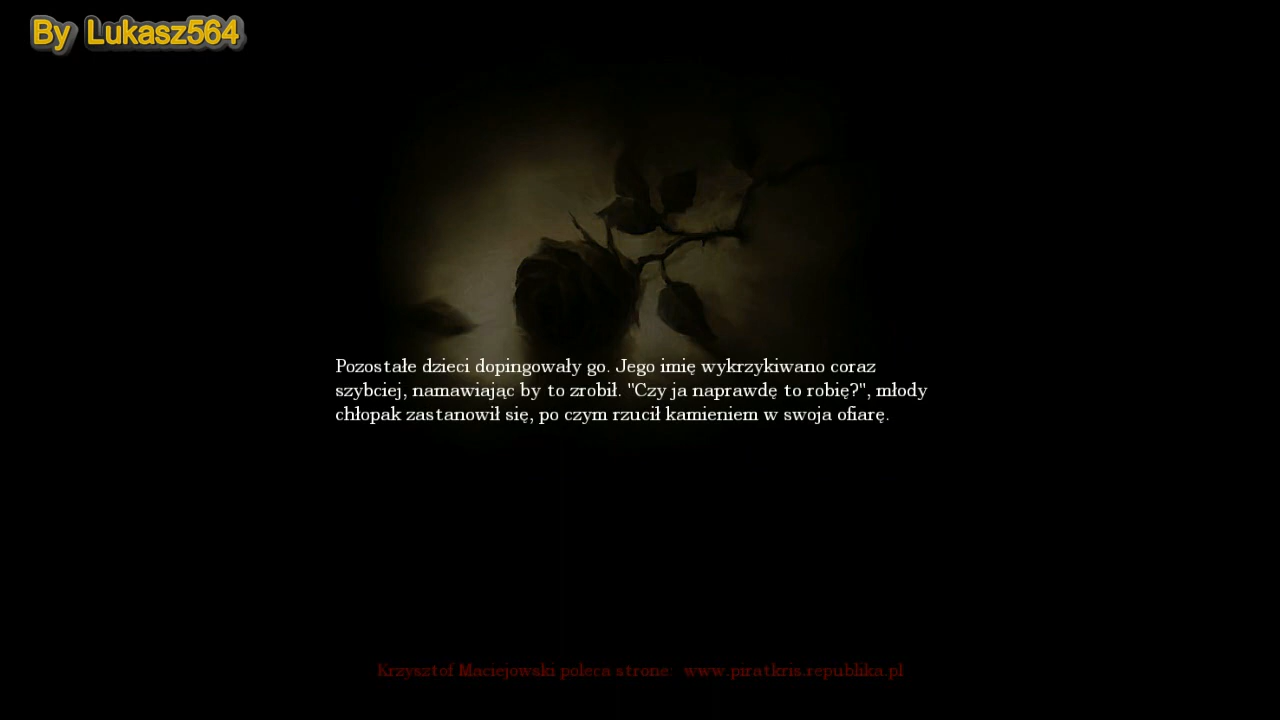 By Lukasz564
Pozostałe dzieci dopingowały go. Jego imię wykrzykiwano coraz
szybciej, namawiając by to zrobił. "Czy ja naprawdę to robię?", młody
chłopak zastanowił się, po czym rzucił kamieniem w swoja ofiarę.
Krzysztof Maciejowski poleca strone: www.piratkris.republika.pl